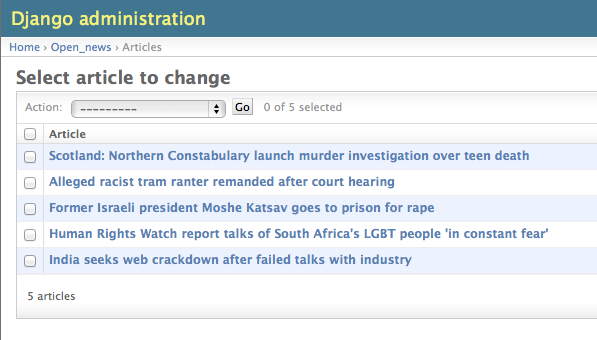 Django administration
Home › Open_news › Articles
Select article to change
Action: --------- Go 0 of 5 selected
Article
Scotland: Northern Constabulary launch murder investigation over teen death
Alleged racist tram ranter remanded after court hearing
Former Israeli president Moshe Katsav goes to prison for rape
Human Rights Watch report talks of South Africa's LGBT people 'in constant fear'
India seeks web crackdown after failed talks with industry
5 articles